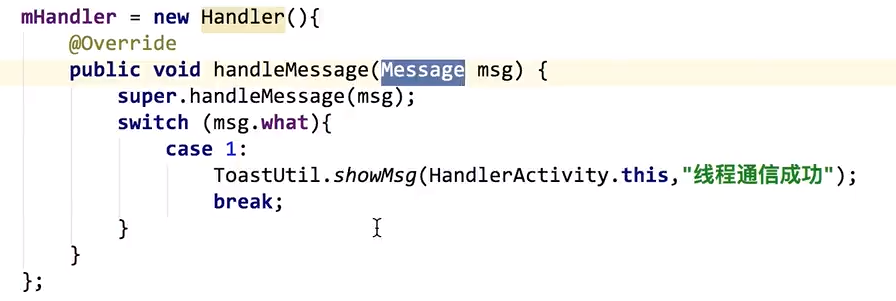 mHandler = new Handler(){
@Override
public void handleMessage(Message msg) {
super.handleMessage(msg);
switch (msg.what){
case 1:
ToastUtil.showMsg(HandlerActivity.this,"线程通信成功");
break;
}
}
};